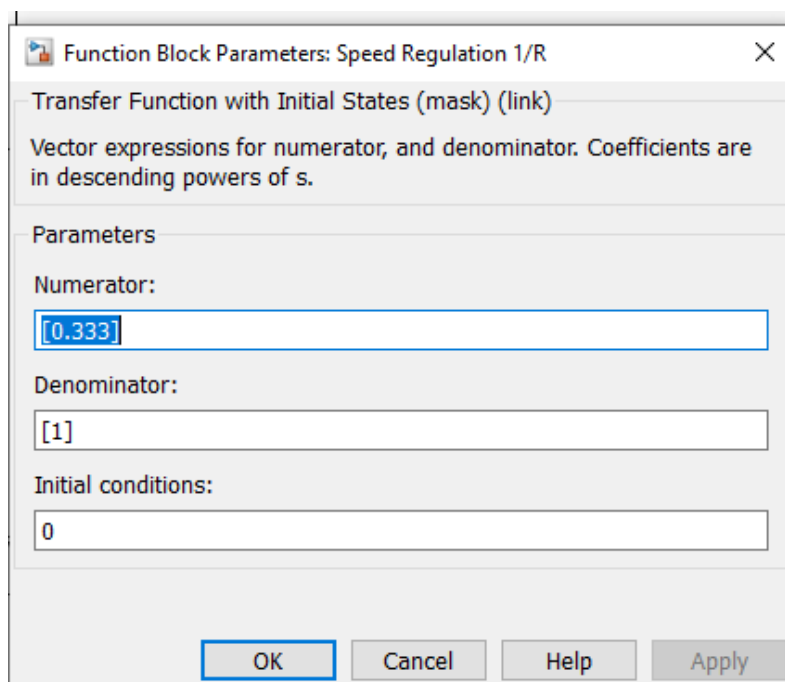 Function Block Parameters: Speed Regulation 1/R
Transfer Function with Initial States (mask) (link)
Vector expressions for numerator, and denominator. Coefficients are
in descending powers of s.
Parameters
Numerator:
[0.333]
Denominator:
[1]
Initial conditions:
0
OK Cancel Help Apply